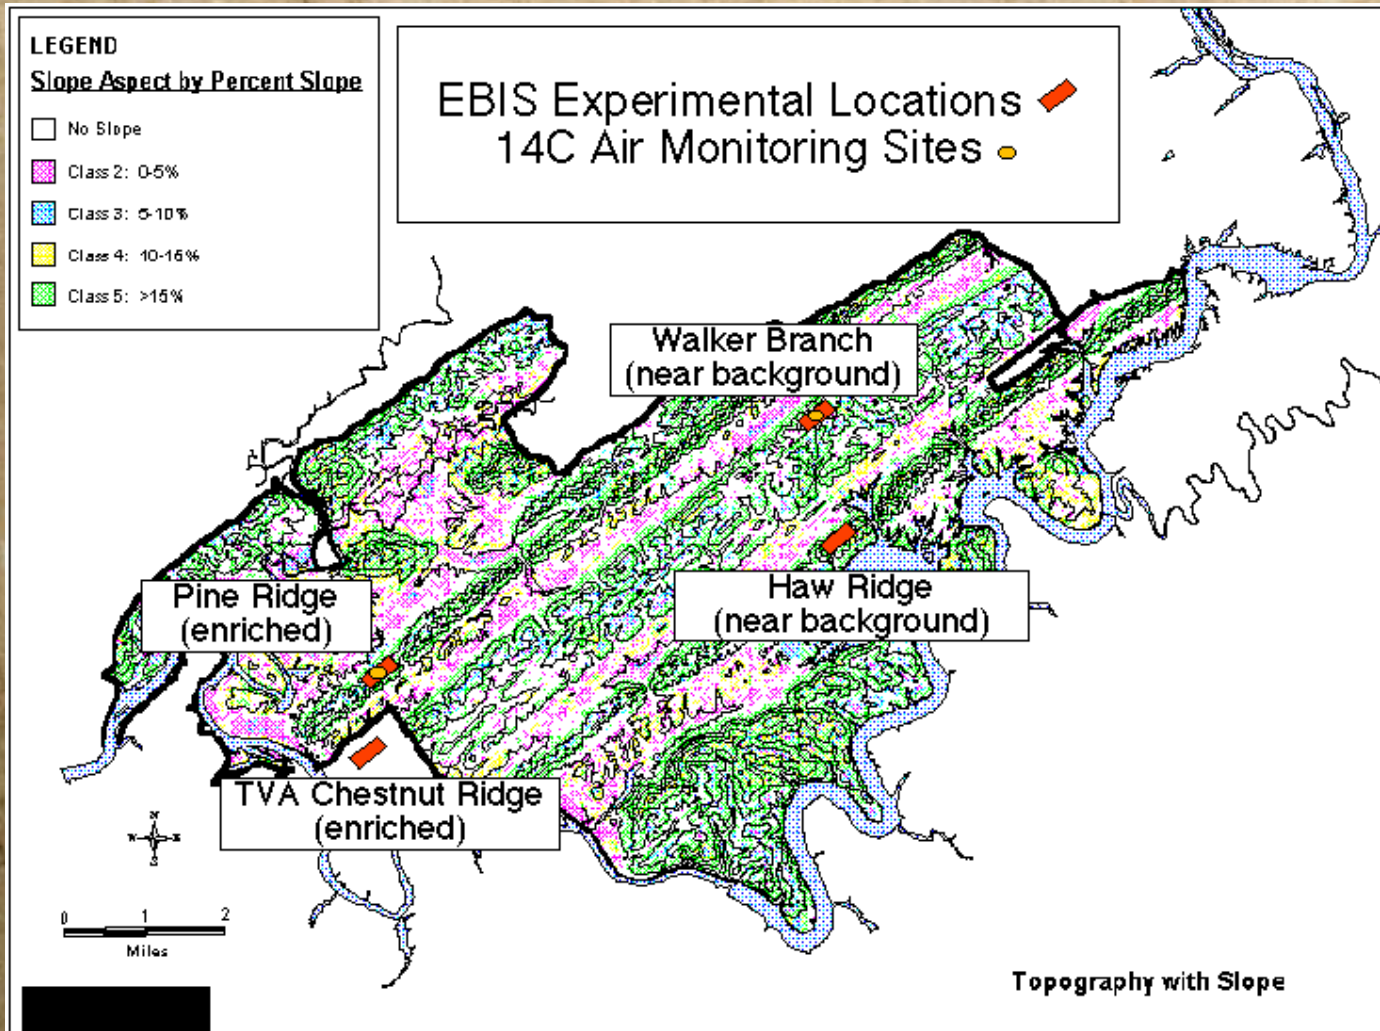 LEGEND
Slope Aspect by Percent Slope
No Slope
Class 2: 0-5%
Class 3: 5-10%
Class 4: 10-15%
Class 5: >15%
EBIS Experimental Locations
14C Air Monitoring Sites
Walker Branch
(near background)
Haw Ridge
(near background)
Pine Ridge
(enriched)
TVA Chestnut Ridge
(enriched)
N
W E
S
0 1 2
Miles
Topography with Slope